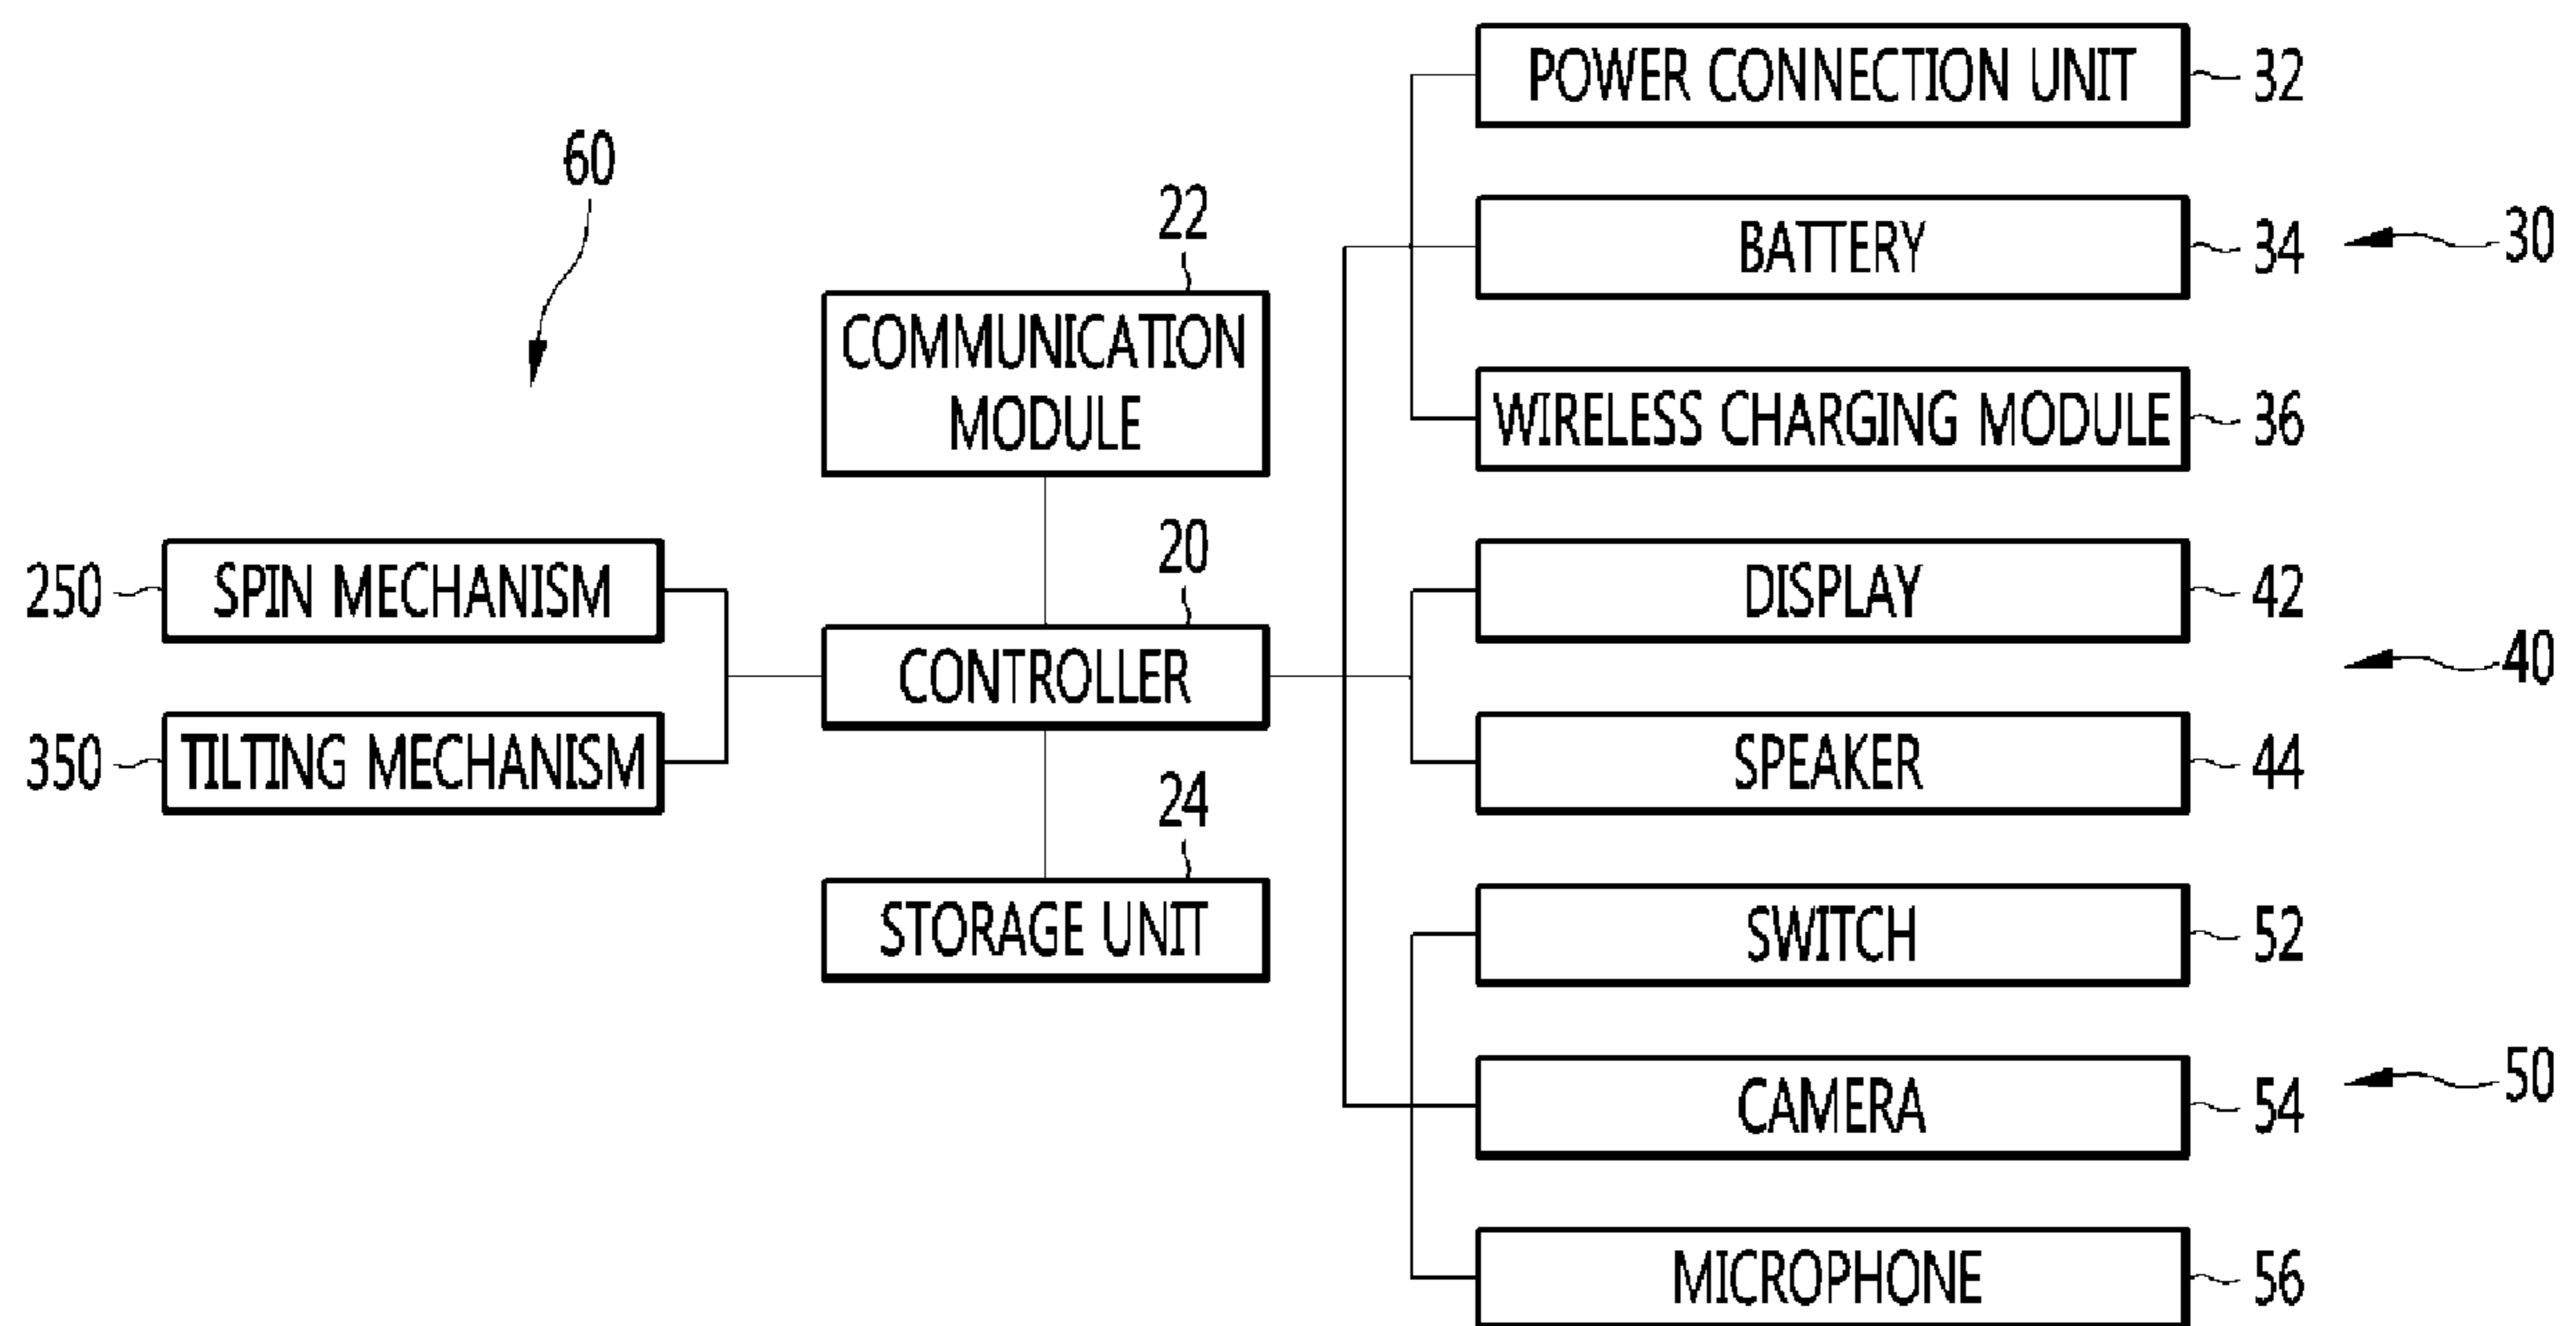 POWER CONNECTION UNIT 32
60
22
BATTERY 34 30
COMMUNICATION
MODULE
WIRELESS CHARGING MODULE 36
20
250 SPIN MECHANISM
DISPLAY 42
CONTROLLER
40
350 TILTING MECHANISM
SPEAKER 44
24
STORAGE UNIT
SWITCH 52
CAMERA 54 50
MICROPHONE 56